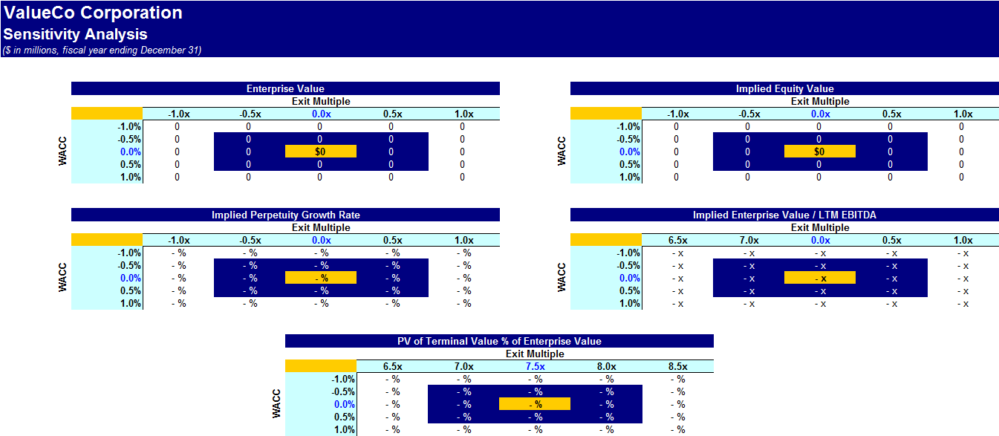 ValueCo Corporation
Sensitivity Analysis
($ in millions, fiscal year ending December 31)
Enterprise Value
Exit Multiple
-1.0x -0.5x 0.0x 0.5x 1.0x
WACC
-1.0% 0 0 0 0 0
-0.5% 0 0 0 0 0
0.0% 0 0 $0 0 0
0.5% 0 0 0 0 0
1.0% 0 0 0 0 0
Implied Equity Value
Exit Multiple
-1.0x -0.5x 0.0x 0.5x 1.0x
WACC
-1.0% 0 0 0 0 0
-0.5% 0 0 0 0 0
0.0% 0 0 $0 0 0
0.5% 0 0 0 0 0
1.0% 0 0 0 0 0
Implied Perpetuity Growth Rate
Exit Multiple
-1.0x -0.5x 0.0x 0.5x 1.0x
WACC
-1.0% - % - % - % - % - %
-0.5% - % - % - % - % - %
0.0% - % - % - % - % - %
0.5% - % - % - % - % - %
1.0% - % - % - % - % - %
Implied Enterprise Value / LTM EBITDA
Exit Multiple
6.5x 7.0x 0.0x 0.5x 1.0x
WACC
-1.0% - x - x - x - x - x
-0.5% - x - x - x - x - x
0.0% - x - x - x - x - x
0.5% - x - x - x - x - x
1.0% - x - x - x - x - x
PV of Terminal Value % of Enterprise Value
Exit Multiple
6.5x 7.0x 7.5x 8.0x 8.5x
WACC
-1.0% - % - % - % - % - %
-0.5% - % - % - % - % - %
0.0% - % - % - % - % - %
0.5% - % - % - % - % - %
1.0% - % - % - % - % - %